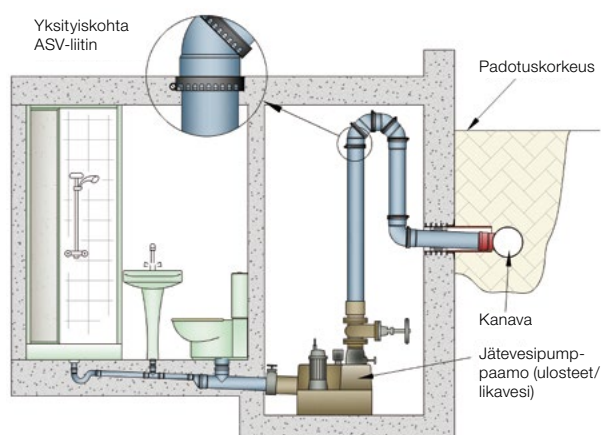 Yksityiskohta
ASV-liitin
Padotuskorkeus
Kanava
Jätevesipump-
paamo (ulosteet/
likavesi)